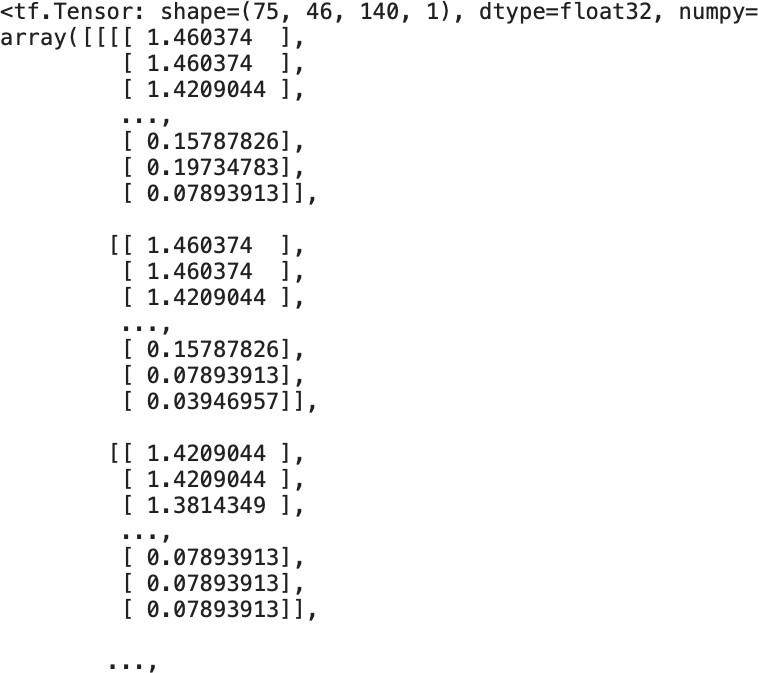 <tf.Tensor: shape=(75, 46, 140, 1), dtype=float32, numpy=
array([[[[ 1.460374  ],
         [ 1.460374  ],
         [ 1.4209044 ],
         ...,
         [ 0.15787826],
         [ 0.19734783],
         [ 0.07893913]],

        [[ 1.460374  ],
         [ 1.460374  ],
         [ 1.4209044 ],
         ...,
         [ 0.15787826],
         [ 0.07893913],
         [ 0.03946957]],

        [[ 1.4209044 ],
         [ 1.4209044 ],
         [ 1.3814349 ],
         ...,
         [ 0.07893913],
         [ 0.07893913],
         [ 0.07893913]],

        ...,